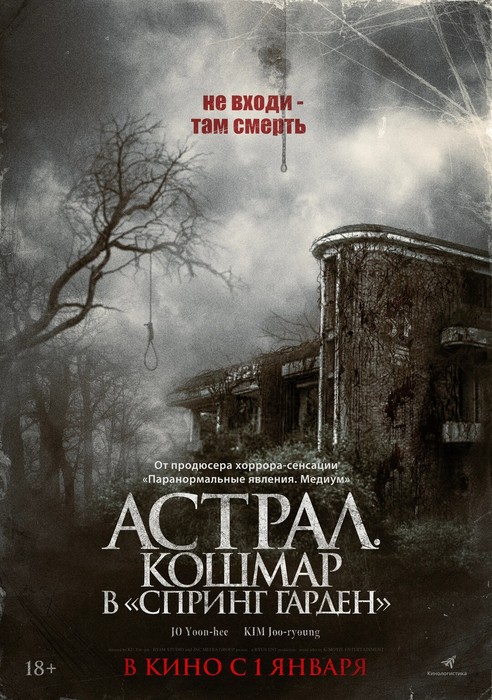 не входи -
там смерть
От продюсера хоррора-сенсации
«Паранормальные явления. Медиум»
АСТРАЛ.
КОШМАР
В «СПРИНГ ГАРДЕН»
JO Yoon-hee KIM Joo-ryoung
18+
В КИНО С 1 ЯНВАРЯ
Кинологистика